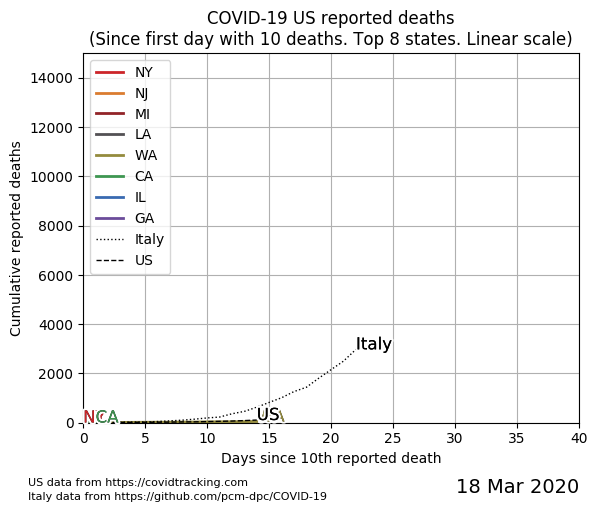 COVID-19 US reported deaths
(Since first day with 10 deaths. Top 8 states. Linear scale)
Cumulative reported deaths
14000
12000
10000
8000
6000
4000
2000
0
NY
NJ
MI
LA
WA
CA
IL
GA
Italy
US
Italy
CA
US
0 5 10 15 20 25 30 35 40
Days since 10th reported death
US data from https://covidtracking.com
Italy data from https://github.com/pcm-dpc/COVID-19
18 Mar 2020